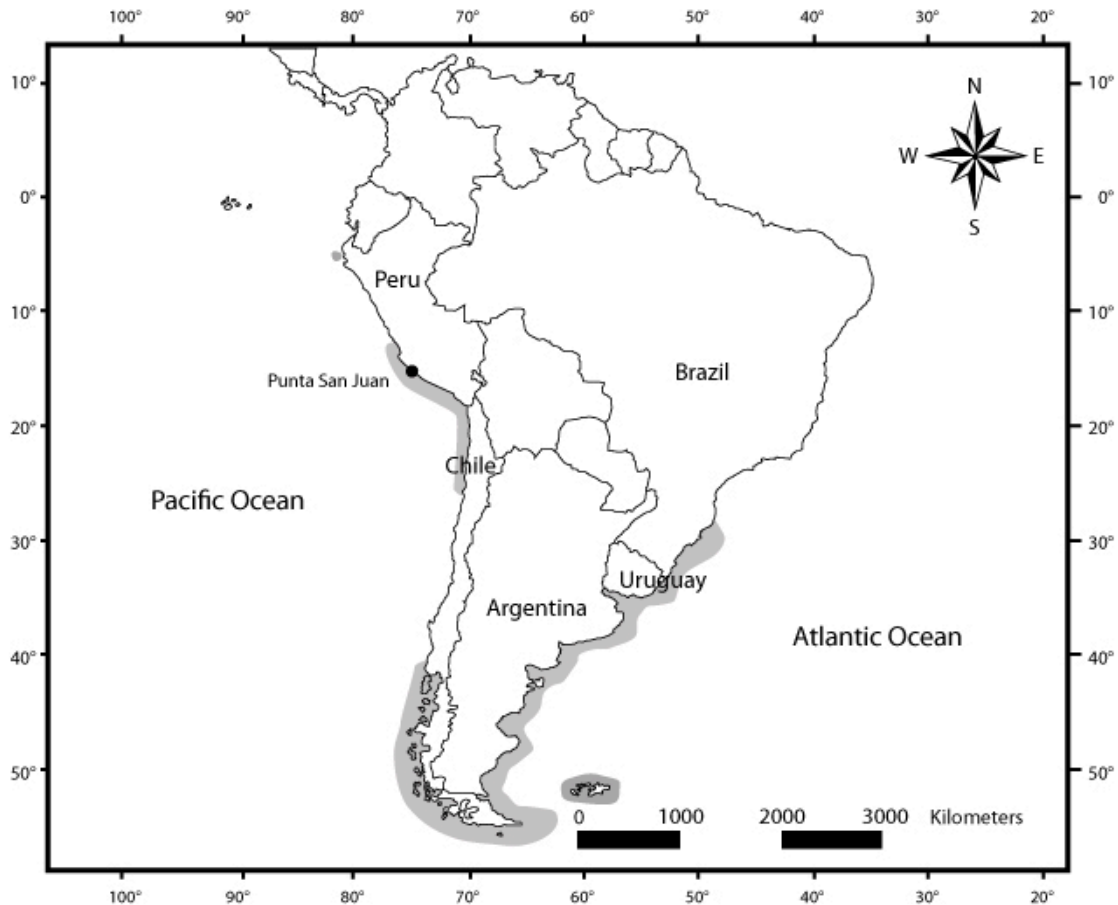 100° 90° 80° 70° 60° 50° 40° 30° 20°
10° 10°
N
W E
S
0° 0°
Peru
10° 10°
Punta San Juan
Brazil
20° 20°
Chile
Pacific Ocean
30° 30°
Uruguay
Argentina
Atlantic Ocean
40° 40°
50° 50°
0 1000 2000 3000 Kilometers
100° 90° 80° 70° 60° 50° 40° 30° 20°